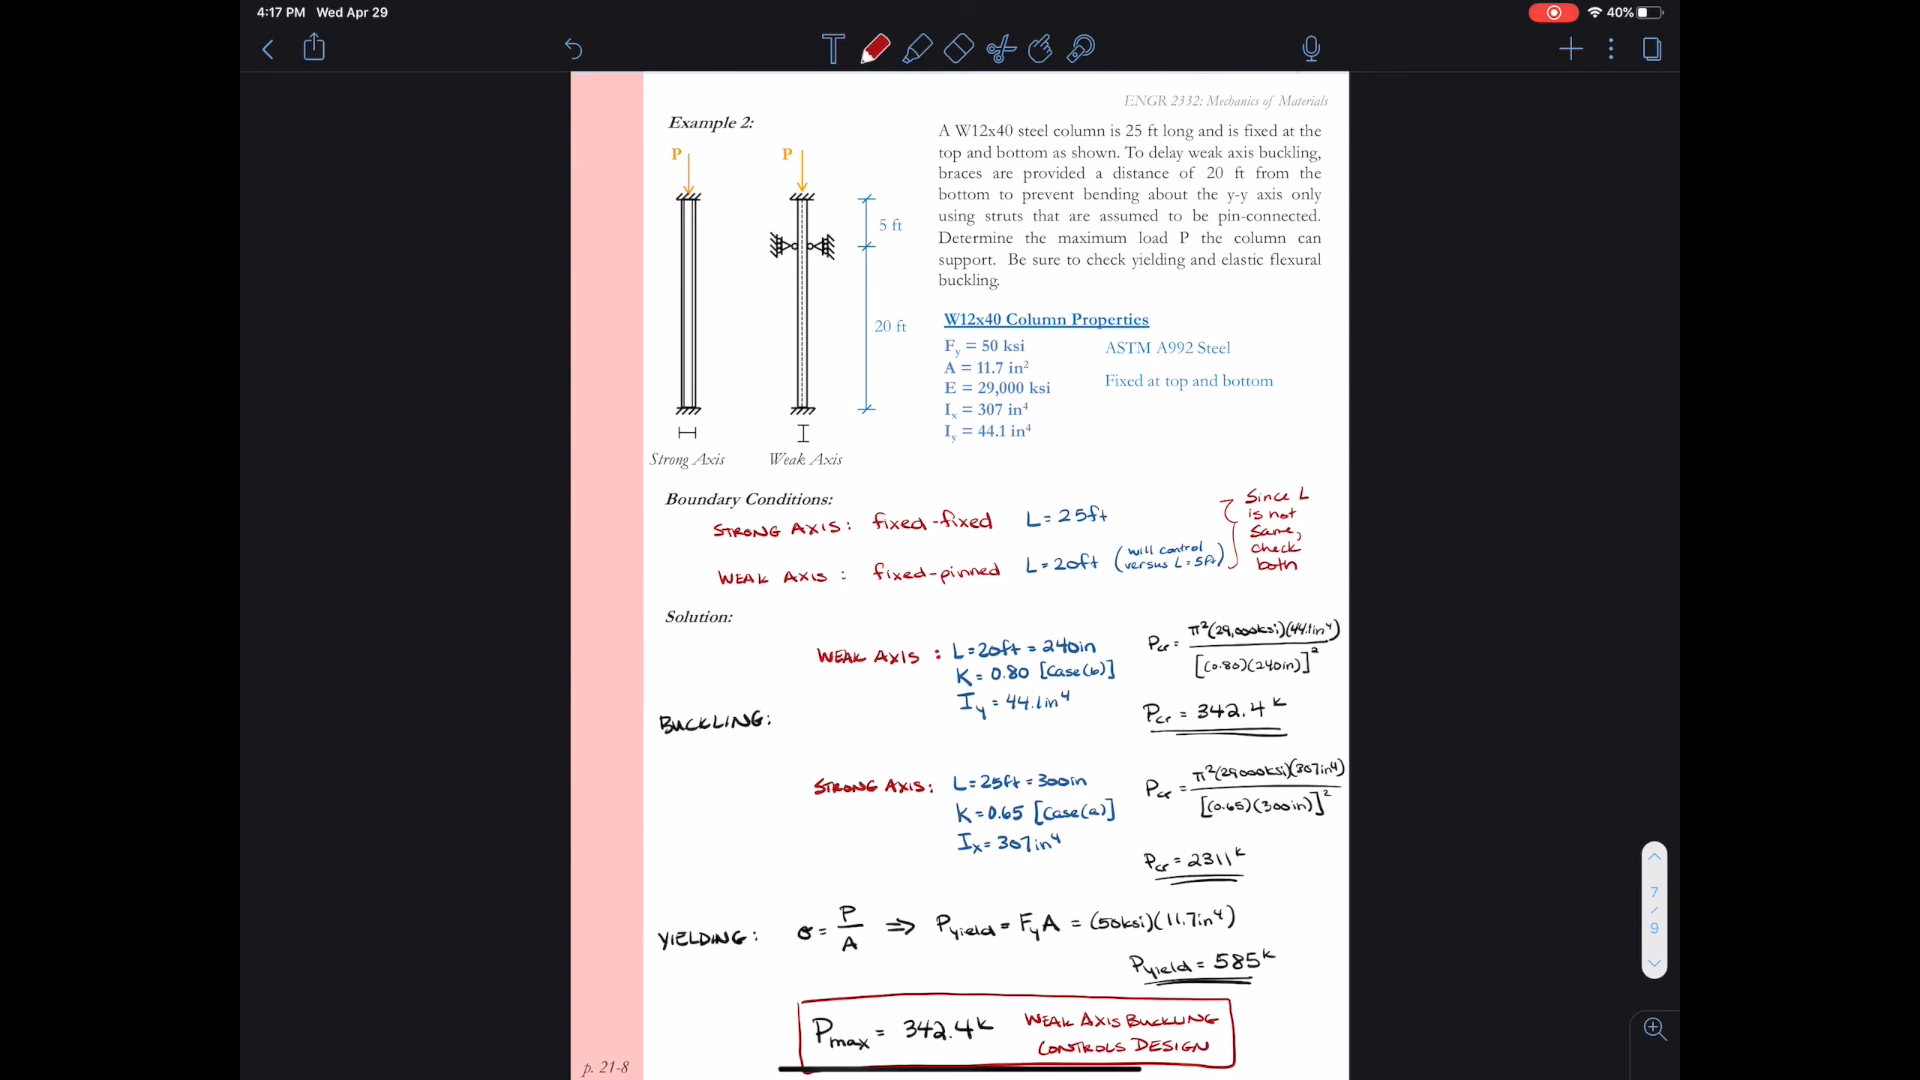 4:17 PM Wed Apr 29
40%
ENGR 2332: Mechanics of Materials
Example 2:
P
P
5 ft
20 ft
Strong Axis
Weak Axis
A W12x40 steel column is 25 ft long and is fixed at the
top and bottom as shown. To delay weak axis buckling,
braces are provided a distance of 20 ft from the
bottom to prevent bending about the y-y axis only
using struts that are assumed to be pin-connected.
Determine the maximum load P the column can
support. Be sure to check yielding and elastic flexural
buckling.
W12x40 Column Properties
Fy = 50 ksi
ASTM A992 Steel
A = 11.7 in²
E = 29,000 ksi
Fixed at top and bottom
Ix = 307 in⁴
Iy = 44.1 in⁴
Boundary Conditions:
STRONG AXIS: fixed-fixed L = 25ft
WEAK AXIS: fixed-pinned L = 20ft (will control versus L = 5ft)
Since L
is not
same,
check
both
Solution:
BUCKLING:
WEAK AXIS: L = 20ft = 240in
K = 0.80 [Case(b)]
Iy = 44.1in⁴
Pcr = π²(29,000ksi)(44.1in⁴) / [(0.80)(240in)]²
Pcr = 342.4 k
STRONG AXIS: L = 25ft = 300in
K = 0.65 [Case(a)]
Ix = 307in⁴
Pcr = π²(29000ksi)(307in⁴) / [(0.65)(300in)]²
Pcr = 2311 k
YIELDING: σ = P/A ⇒ Pyield = FyA = (50ksi)(11.7in⁴)
Pyield = 585 k
Pmax = 342.4 k WEAK AXIS BUCKLING
CONTROLS DESIGN
p. 21-8
7
/
9